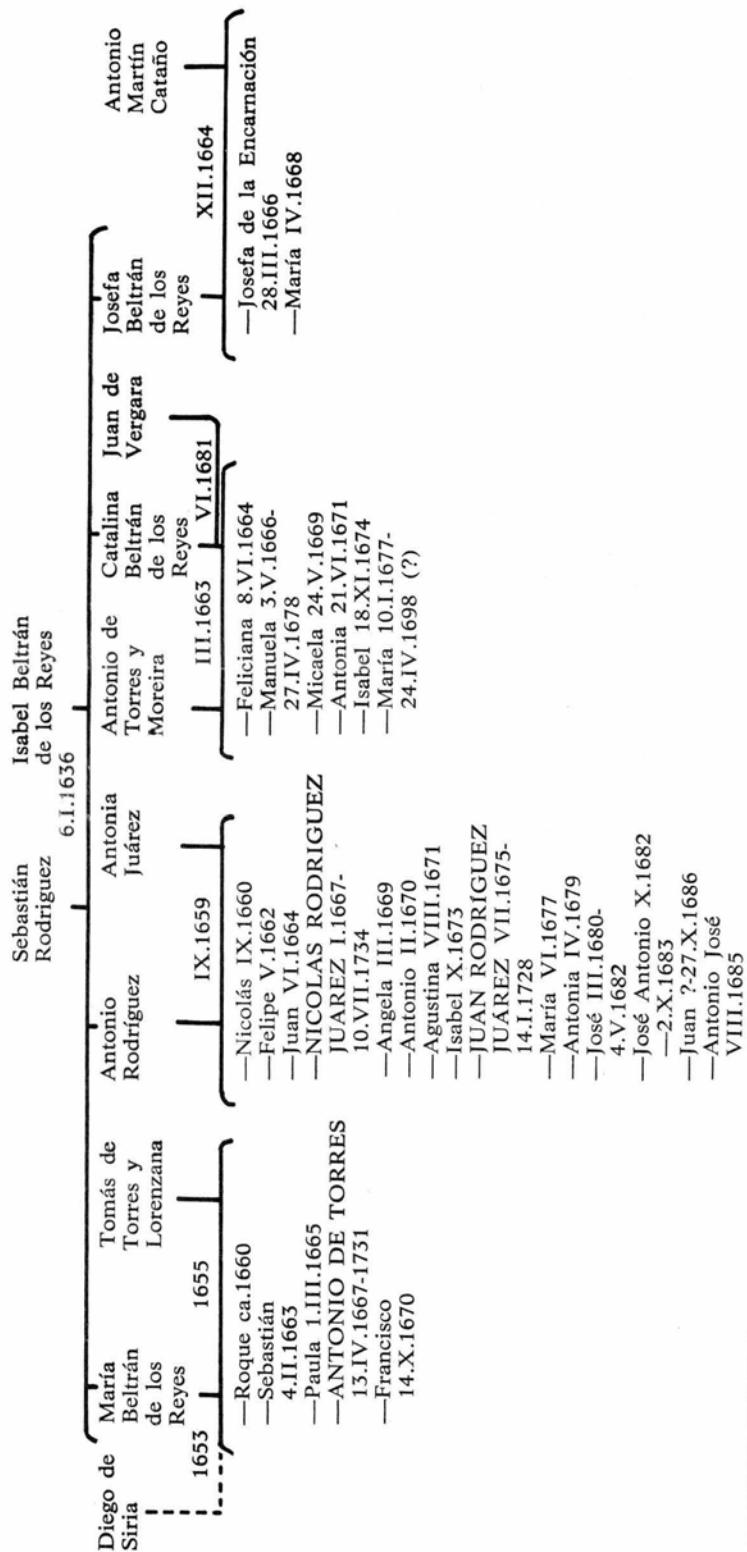 Sebastián
Rodriguez
Isabel Beltrán
de los Reyes
6.I.1636
Diego de
Siria
1653
María
Beltrán
de los
Reyes
1655
Tomás de
Torres y
Lorenzana
—Roque ca.1660
—Sebastián
4.II.1663
—Paula 1.III.1665
—ANTONIO DE TORRES
13.IV.1667-1731
—Francisco
14.X.1670
Antonio
Rodríguez
IX.1659
Antonia
Juárez
—Nicolás IX.1660
—Felipe V.1662
—Juan VI.1664
—NICOLAS RODRIGUEZ
JUAREZ I.1667-
10.VII.1734
—Angela III.1669
—Antonio II.1670
—Agustina VIII.1671
—Isabel X.1673
—JUAN RODRÍGUEZ
JUÁREZ VII.1675-
14.I.1728
—María VI.1677
—Antonia IV.1679
—José III.1680-
4.V.1682
—José Antonio X.1682
—2.X.1683
—Juan ?-27.X.1686
—Antonio José
VIII.1685
Antonio de
Torres y
Moreira
III.1663
Catalina
Beltrán
de los
Reyes
VI.1681
Juan de
Vergara
—Feliciana 8.VI.1664
—Manuela 3.V.1666-
27.IV.1678
—Micaela 24.V.1669
—Antonia 21.VI.1671
—Isabel 18.XI.1674
—María 10.I.1677-
24.IV.1698 (?)
Josefa
Beltrán
de los
Reyes
XII.1664
Antonio
Martín
Cataño
—Josefa de la Encarnación
28.III.1666
—María IV.1668